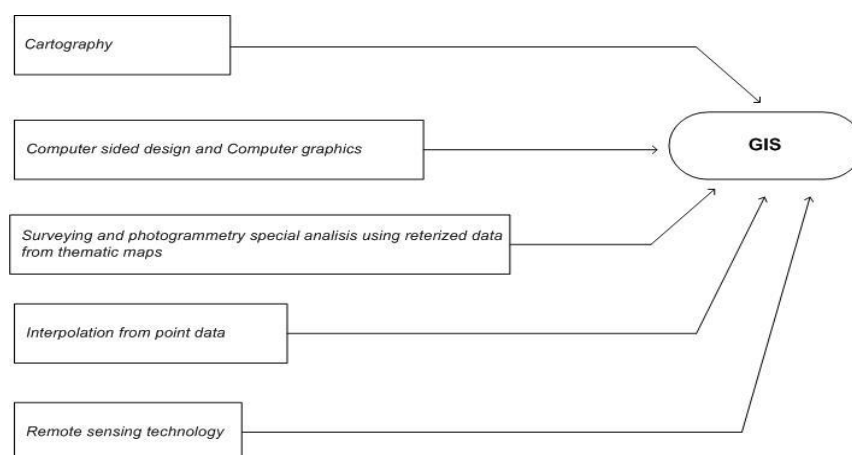 Cartography
Computer sided design and Computer graphics
GIS
Surveying and photogrammetry special analisis using reterized data
from thematic maps
Interpolation from point data
Remote sensing technology